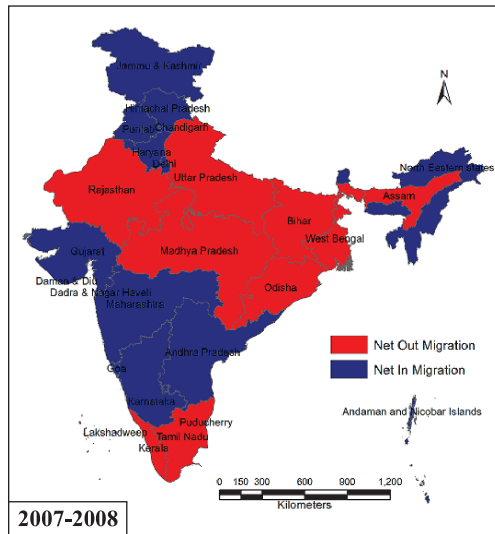 Jammu & Kashmir
N
Himachal Pradesh
Punjab
Chandigarh
Haryana
Delhi
North Eastern states
Rajasthan
Uttar Pradesh
Assam
Bihar
West Bengal
Madhya Pradesh
Gujarat
Odisha
Daman & Diu
Dadra & Nagar Haveli
Maharashtra
Net Out Migration
Andhra Pradesh
Net In Migration
Goa
Karnataka
Andaman and Nicobar Islands
Puducherry
Lakshadweep
Tamil Nadu
Kerala
0 150 300 600 900 1,200
Kilometers
2007-2008